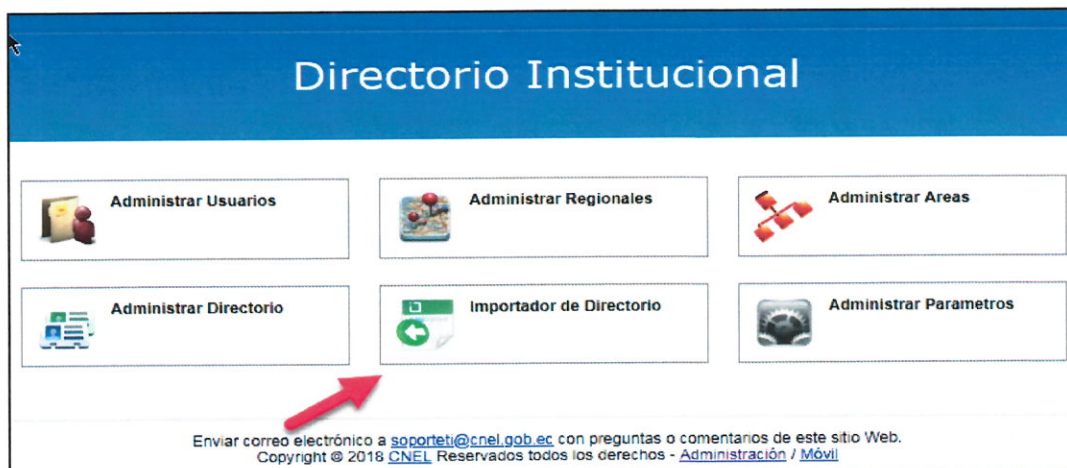 Directorio Institucional
Administrar Usuarios
Administrar Regionales
Administrar Areas
Administrar Directorio
Importador de Directorio
Administrar Parametros
Enviar correo electrónico a soporteti@cnel.gob.ec con preguntas o comentarios de este sitio Web.
Copyright © 2018 CNEL Reservados todos los derechos - Administración / Móvil